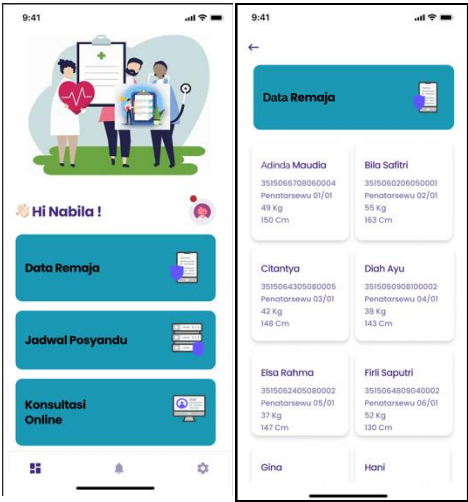 9:41
Hi Nabila !
Data Remaja
Jadwal Posyandu
Konsultasi
Online
9:41
Data Remaja
Adinda Maudia
3515066708060004
Penatarsewu 01/01
49 Kg
150 Cm
Bila Safitri
3515060206050001
Penatarsewu 02/01
55 Kg
163 Cm
Citantya
3515064305080005
Penatarsewu 03/01
42 Kg
148 Cm
Diah Ayu
3515060908100002
Penatarsewu 04/01
38 Kg
143 Cm
Elsa Rahma
3515062405080002
Penatarsewu 05/01
37 Kg
147 Cm
Firli Saputri
3515064809040002
Penatarsewu 06/01
52 Kg
130 Cm
Gina
Hani